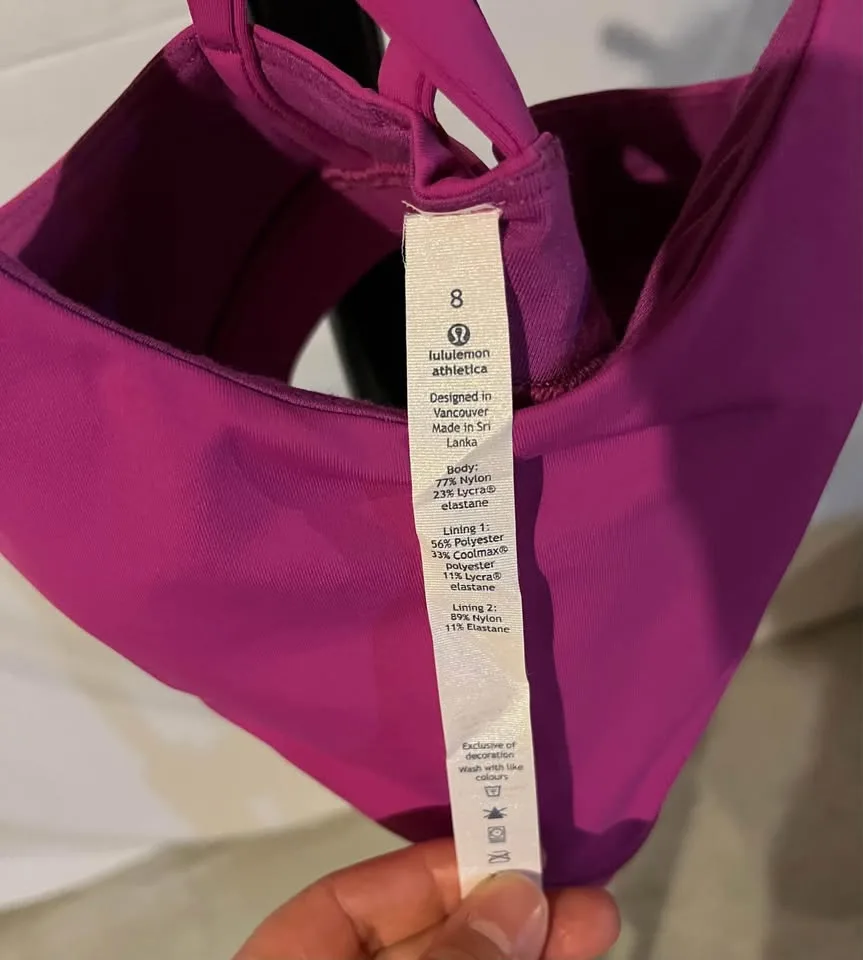 8
lululemon
athletica
Designed in
Vancouver
Made in Sri
Lanka
Body:
77% Nylon
23% Lycra®
elastane
Lining 1:
56% Polyester
33% Coolmax®
polyester
11% Lycra®
elastane
Lining 2:
89% Nylon
11% Elastane
Exclusive of
decoration
Wash with like
colours